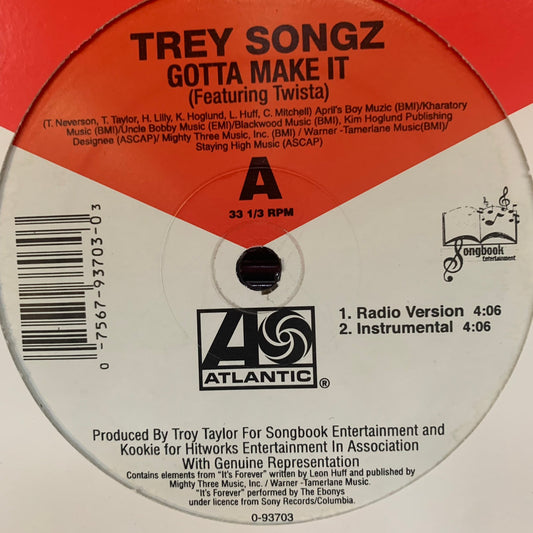 TREY SONGZ
GOTTA MAKE IT
(Featuring Twista)
(T. Neverson, T. Taylor, H. Lilly, K. Hoglund, L. Huff, C. Mitchell) April's Boy Muzic (BMI)/Kharatory
Music (BMI)/Uncle Bobby Music (EMI)/Blackwood Music (BMI), Kim Hoglund Publishing
Designee (ASCAP)/ Mighty Three Music, Inc. (BMI) / Warner -Tamerlane Music(BMI)/
Staying High Music (ASCAP)
A
33 1/3 RPM
0 -7567-93703-0 3
Songbook
Entertainment
1. Radio Version 4:06
2. Instrumental 4:06
ATLANTIC ®
Produced By Troy Taylor For Songbook Entertainment and
Kookie for Hitworks Entertainment In Association
With Genuine Representation
Contains elements from "It's Forever" written by Leon Huff and published by
Mighty Three Music, Inc. / Warner -Tamerlane Music.
"It's Forever" performed by The Ebonys
under licence from Sony Records/Columbia.
0-93703